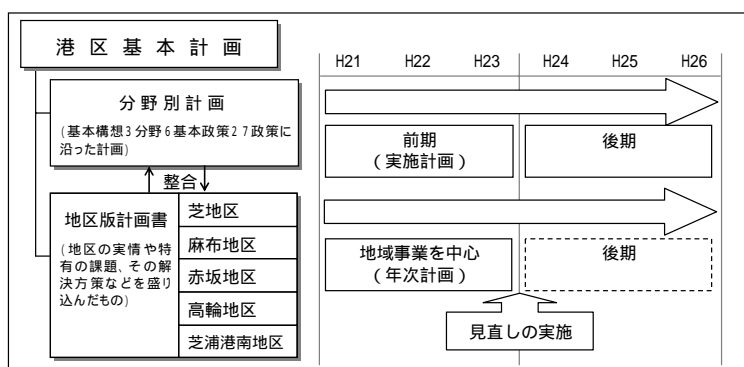 港区基本計画
分野別計画
(基本構想3分野6基本政策27政策に
沿った計画)
整合
地区版計画書
(地区の実情や特
有の課題、その解
決方策などを盛り
込んだもの)
芝地区
麻布地区
赤坂地区
高輪地区
芝浦港南地区
H21 H22 H23 H24 H25 H26
前期
(実施計画)
後期
地域事業を中心
(年次計画)
後期
見直しの実施